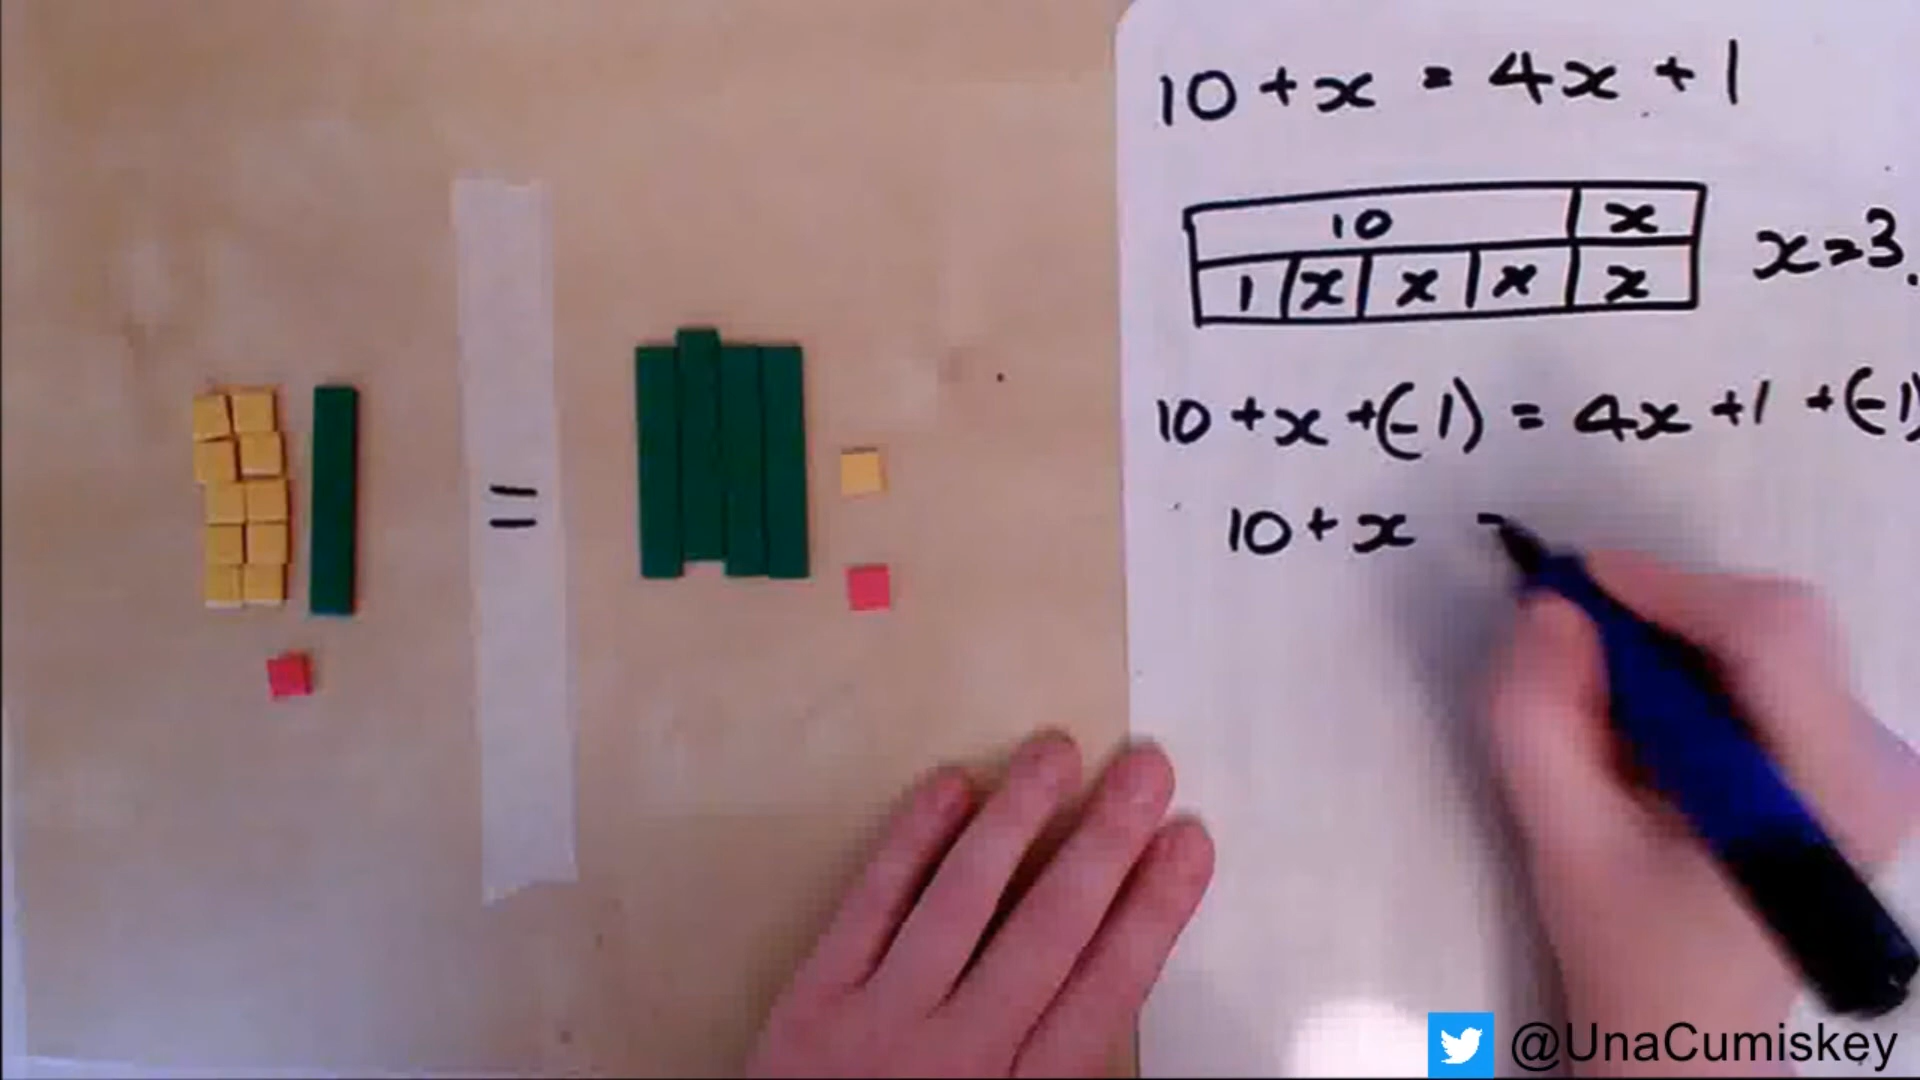 =
10 + x = 4x + 1
10 x
1 x x x x
x=3.
10 + x + (-1) = 4x + 1 + (-1)
10 + x
@UnaCumiskey